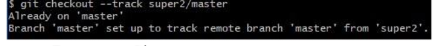 $ git checkout --track super2/master
Already on 'master'
Branch 'master' set up to track remote branch 'master' from 'super2'.